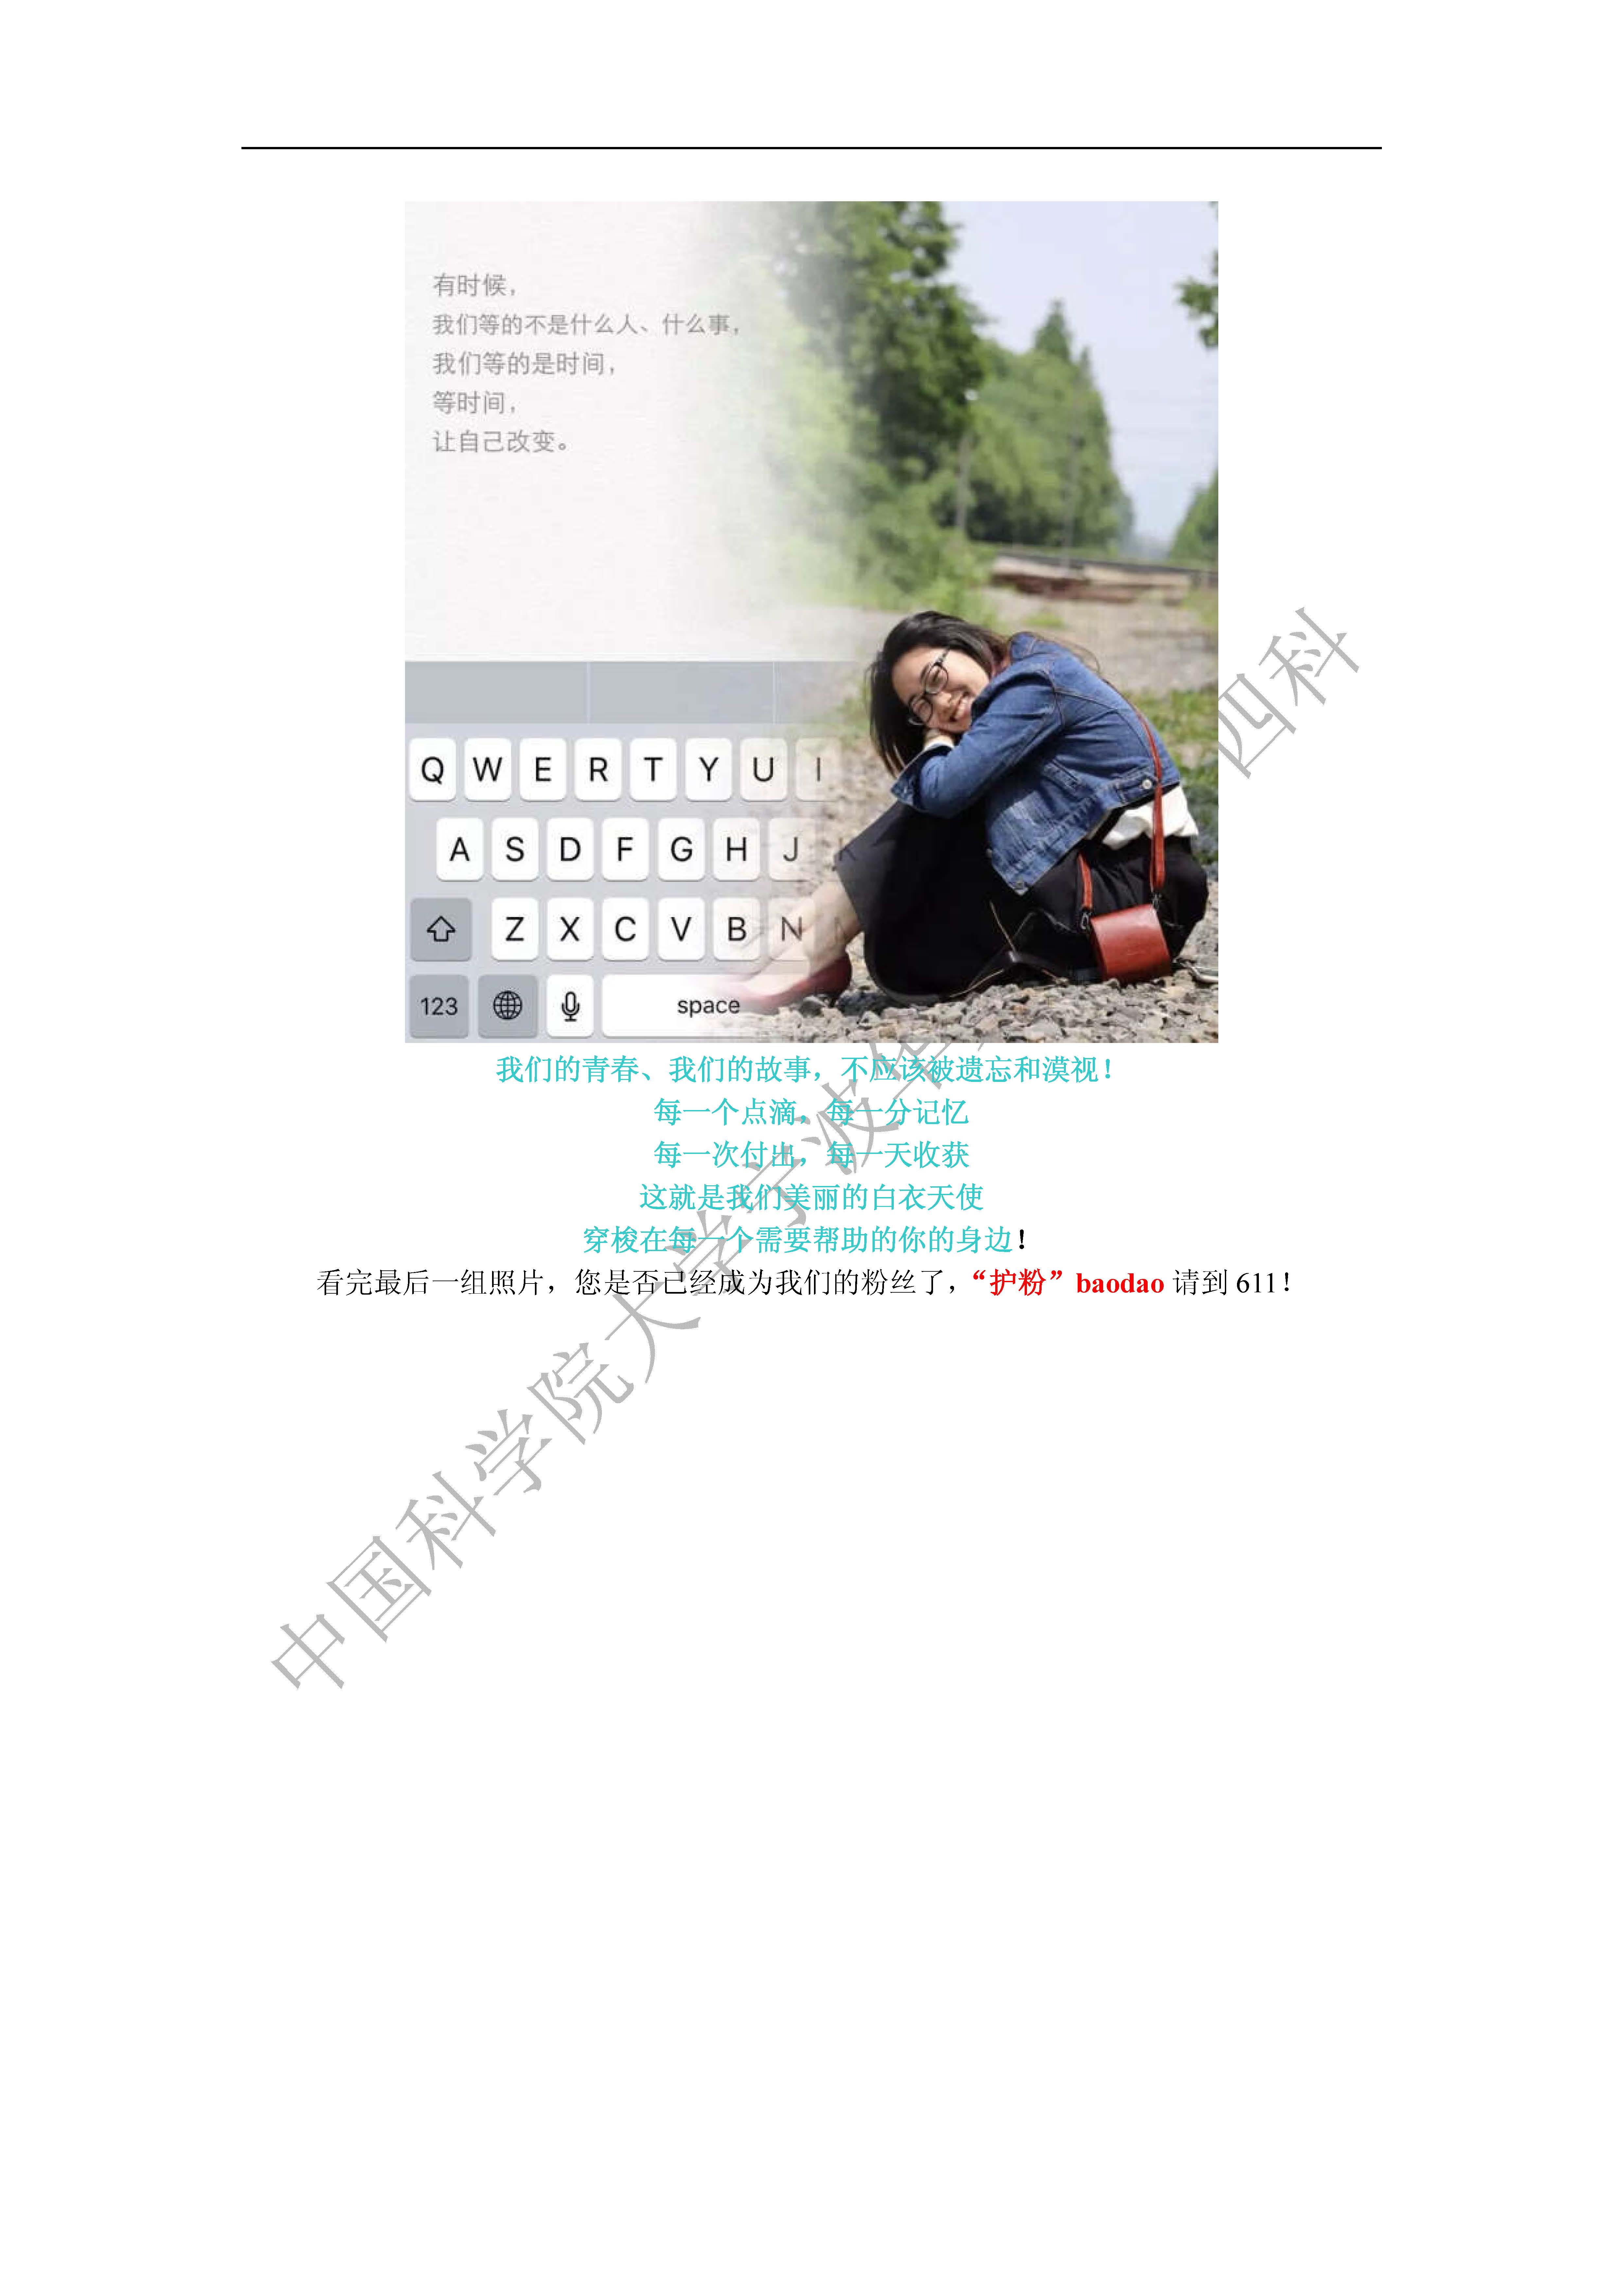 有时候，
我们等的不是什么人、什么事，
我们等的是时间，
等时间，
让自己改变。
Q W E R T Y U I
A S D F G H J K
Z X C V B N M
123 space
我们的青春、我们的故事，不应该被遗忘和漠视！
每一个点滴，每一分记忆
每一次付出，每一天收获
这就是我们美丽的白衣天使
穿梭在每一个需要帮助的你的身边！
看完最后一组照片，您是否已经成为我们的粉丝了，“护粉”baodao 请到 611！
中国科学院大学宁波华
四科